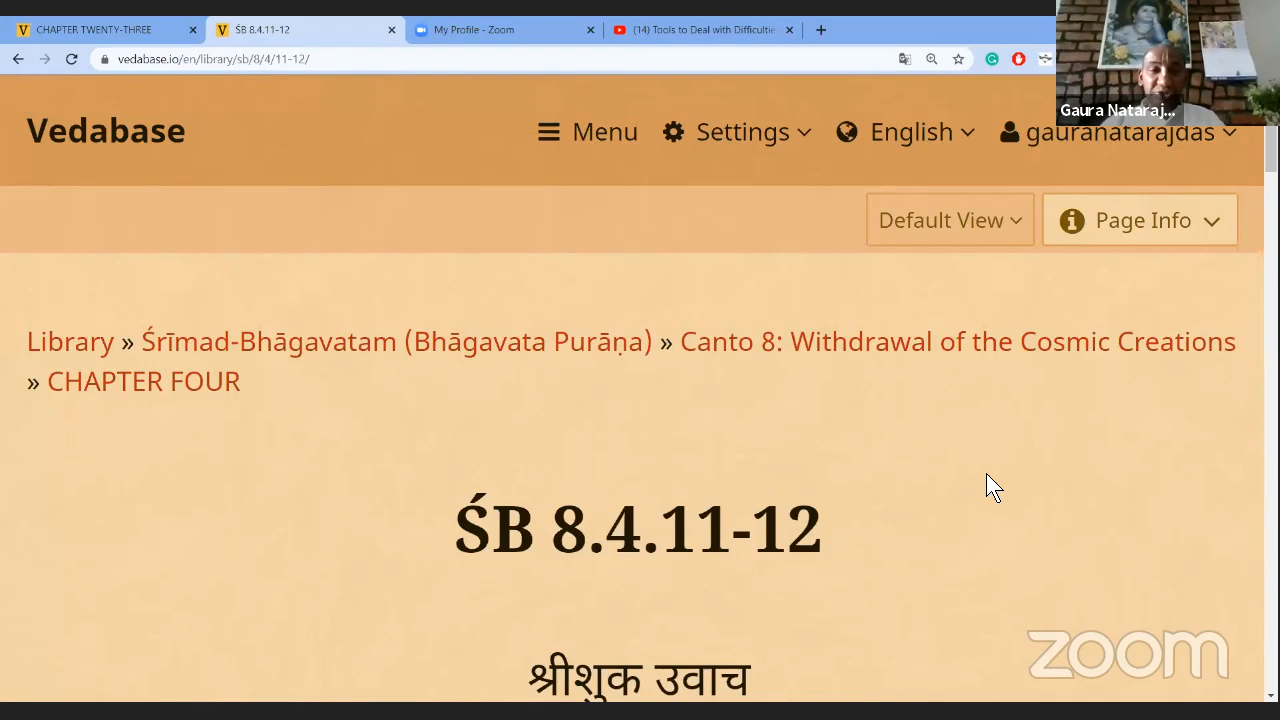 CHAPTER TWENTY-THREE
ŚB 8.4.11-12
My Profile - Zoom
(14) Tools to Deal with Difficultie
vedabase.io/en/library/sb/8/4/11-12/
Gaura Nataraj...
Vedabase
Menu
Settings
English
gauranatarajdas
Default View
Page Info
Library » Śrīmad-Bhāgavatam (Bhāgavata Purāṇa) » Canto 8: Withdrawal of the Cosmic Creations
» CHAPTER FOUR
ŚB 8.4.11-12
श्रीशुक उवाच
zoom